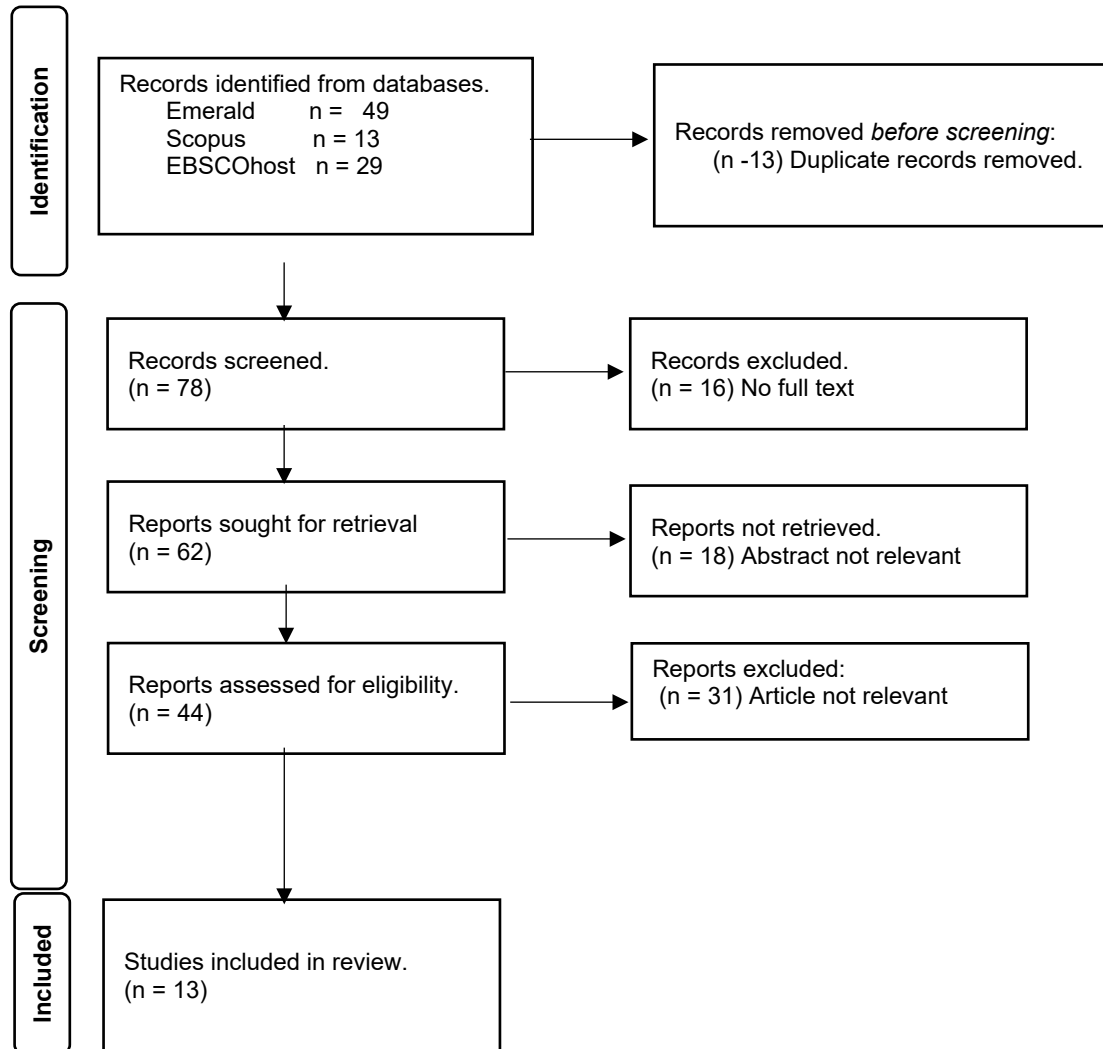 Identification
Records identified from databases.
Emerald n = 49
Scopus n = 13
EBSCOhost n = 29
Records removed before screening:
(n -13) Duplicate records removed.
Screening
Records screened.
(n = 78)
Records excluded.
(n = 16) No full text
Reports sought for retrieval
(n = 62)
Reports not retrieved.
(n = 18) Abstract not relevant
Reports assessed for eligibility.
(n = 44)
Reports excluded:
(n = 31) Article not relevant
Included
Studies included in review.
(n = 13)